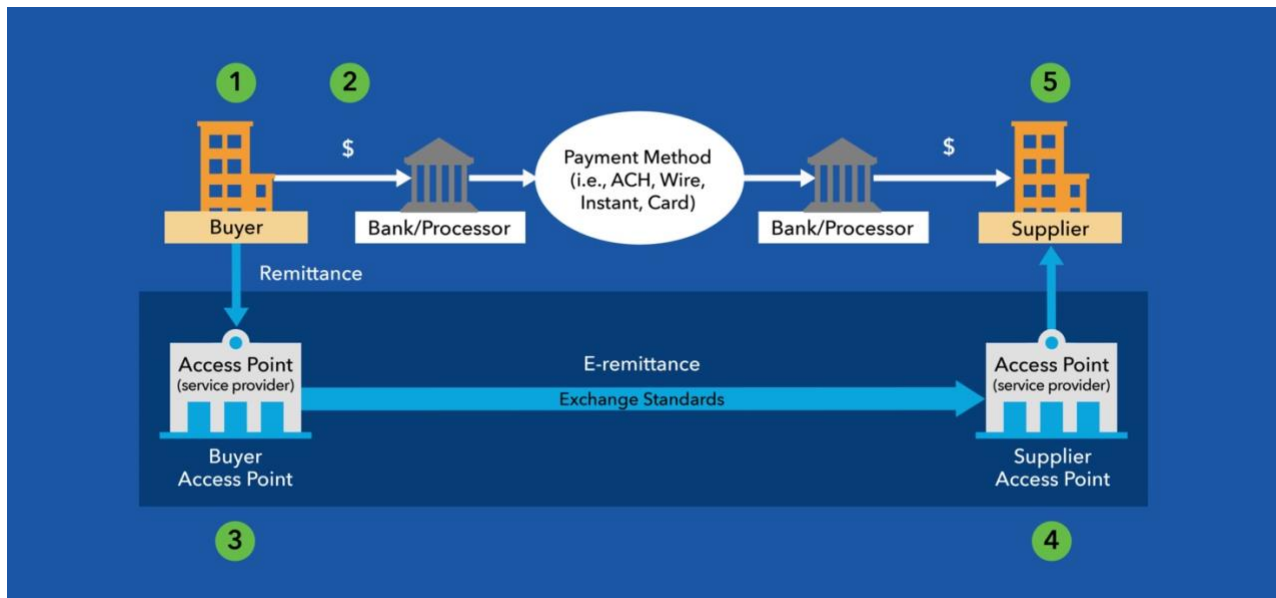 1
2
5
$
$
Payment Method
(i.e., ACH, Wire,
Instant, Card)
Buyer
Bank/Processor
Bank/Processor
Supplier
Remittance
Access Point
(service provider)
E-remittance
Exchange Standards
Access Point
(service provider)
Buyer
Access Point
Supplier
Access Point
3
4